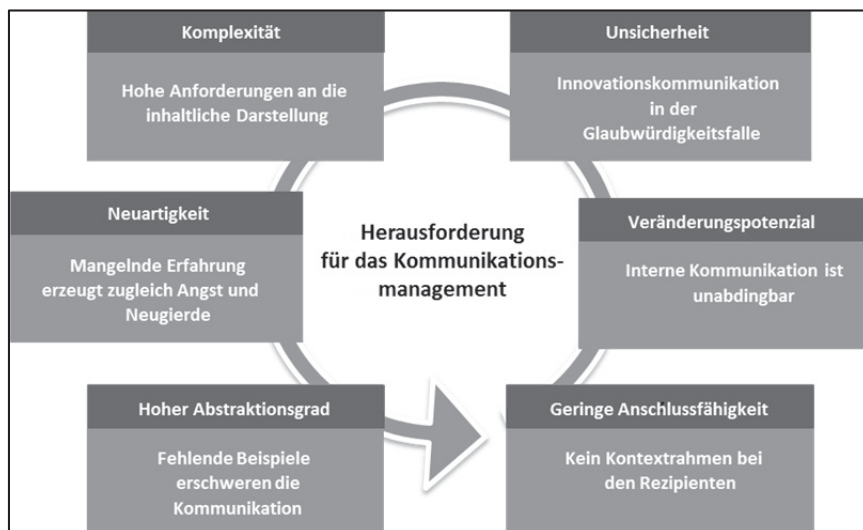 Komplexität
Hohe Anforderungen an die
inhaltliche Darstellung
Unsicherheit
Innovationskommunikation
in der
Glaubwürdigkeitsfalle
Neuartigkeit
Mangelnde Erfahrung
erzeugt zugleich Angst und
Neugierde
Herausforderung
für das Kommunikations-
management
Veränderungspotenzial
Interne Kommunikation ist
unabdingbar
Hoher Abstraktionsgrad
Fehlende Beispiele
erschweren die
Kommunikation
Geringe Anschlussfähigkeit
Kein Kontextrahmen bei
den Rezipienten